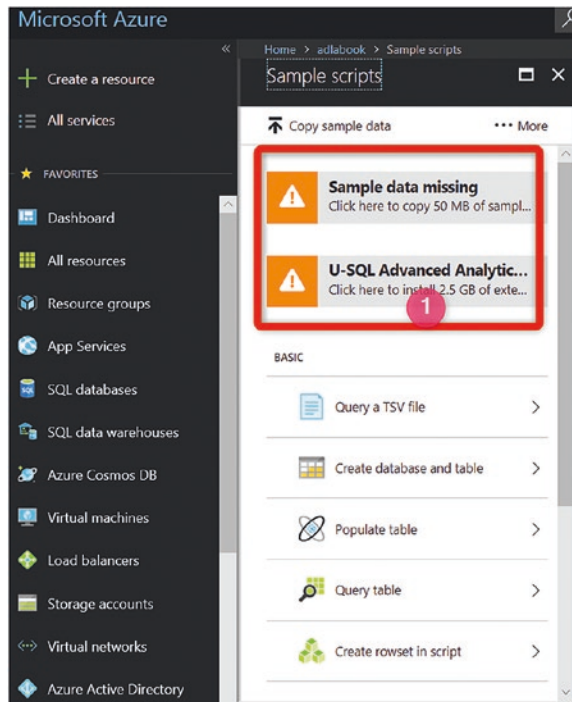 Microsoft Azure
«
Create a resource
All services
FAVORITES
Dashboard
All resources
Resource groups
App Services
SQL databases
SQL data warehouses
Azure Cosmos DB
Virtual machines
Load balancers
Storage accounts
Virtual networks
Azure Active Directory
Home > adlabook > Sample scripts
Sample scripts
Copy sample data
••• More
Sample data missing
Click here to copy 50 MB of sampl...
U-SQL Advanced Analytic...
Click here to install 2.5 GB of exte...
1
BASIC
Query a TSV file
Create database and table
Populate table
Query table
Create rowset in script